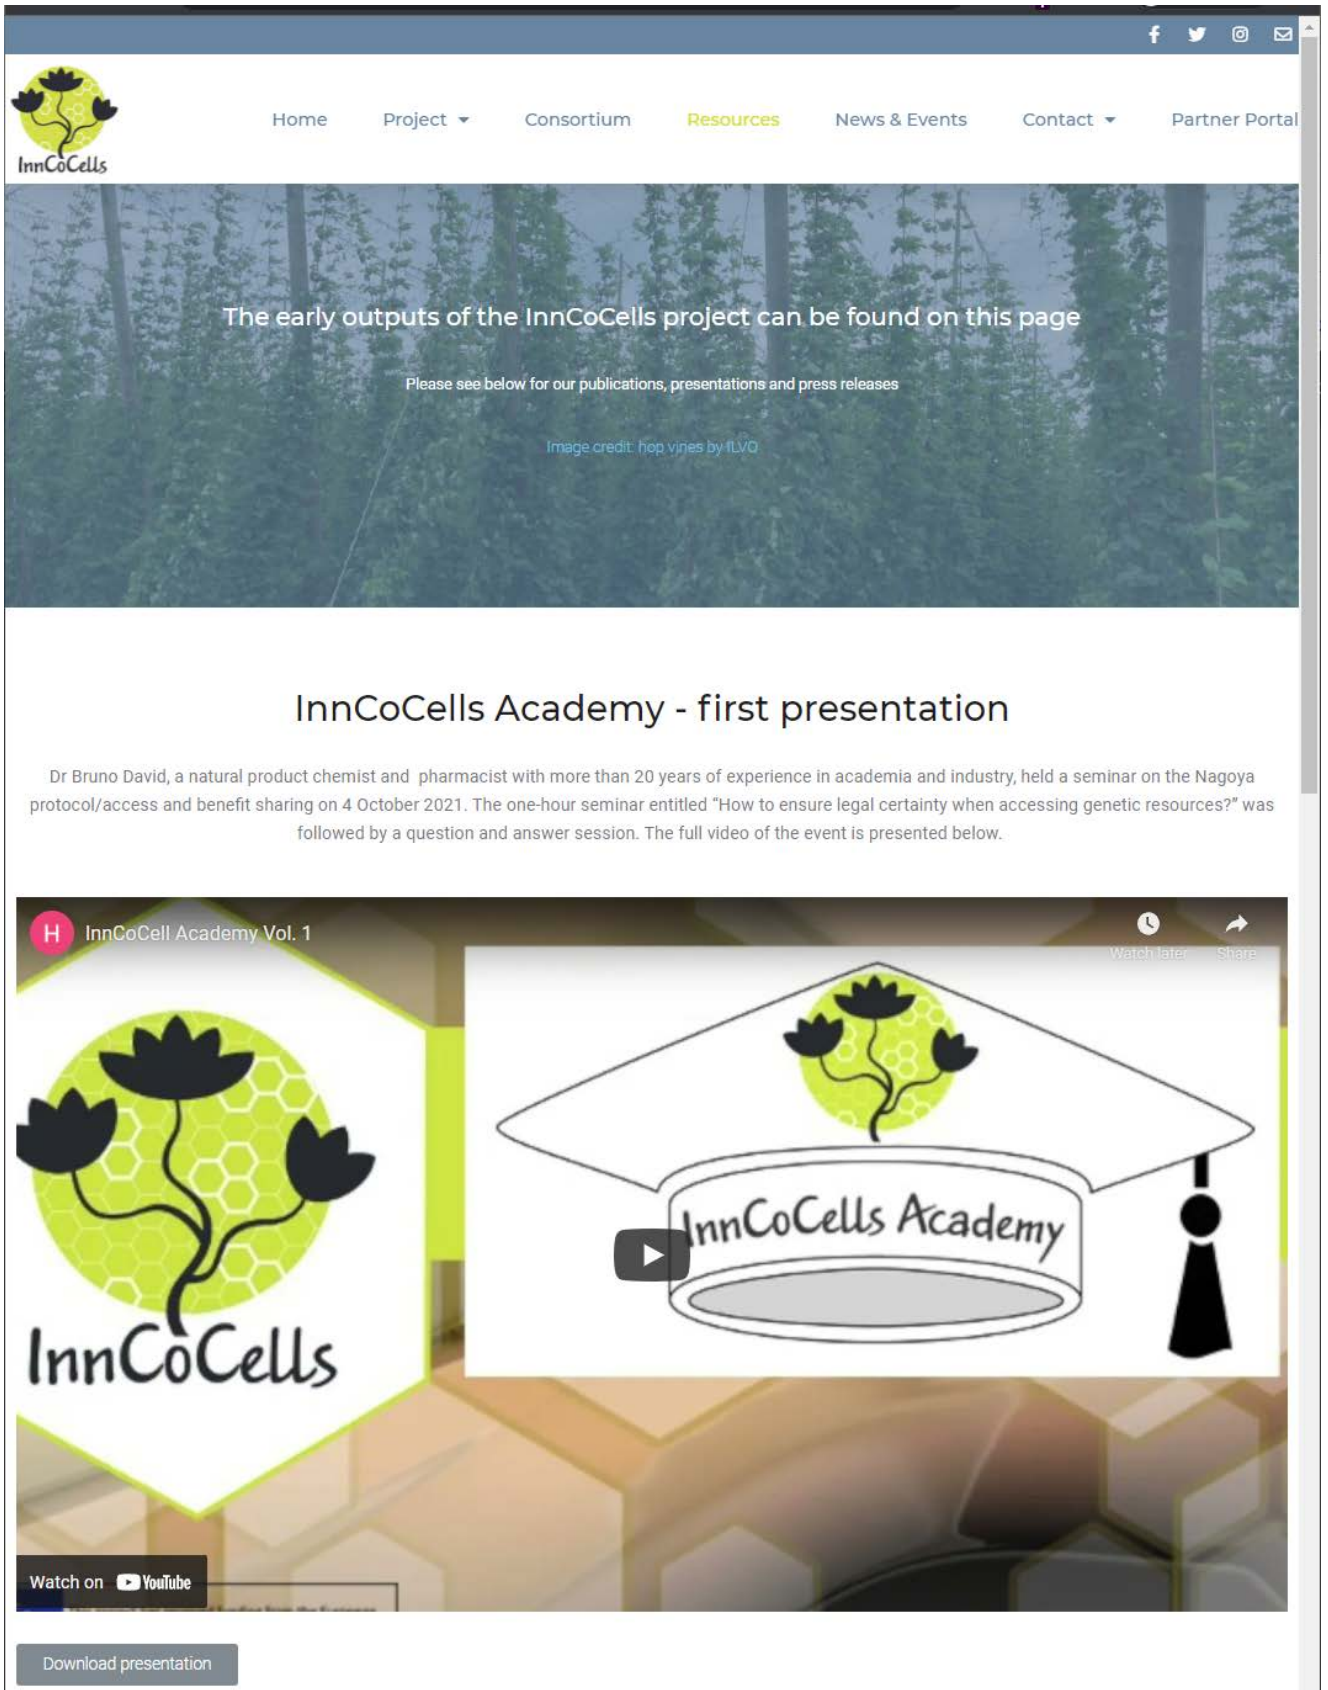 InnCoCells
Home Project Consortium Resources News & Events Contact Partner Portal
The early outputs of the InnCoCells project can be found on this page
Please see below for our publications, presentations and press releases
Image credit: hop vines by ILVO
InnCoCells Academy - first presentation
Dr Bruno David, a natural product chemist and pharmacist with more than 20 years of experience in academia and industry, held a seminar on the Nagoya
protocol/access and benefit sharing on 4 October 2021. The one-hour seminar entitled “How to ensure legal certainty when accessing genetic resources?” was
followed by a question and answer session. The full video of the event is presented below.
H InnCoCell Academy Vol. 1
Watch later Share
InnCoCells Academy
InnCoCells
Watch on YouTube
Download presentation